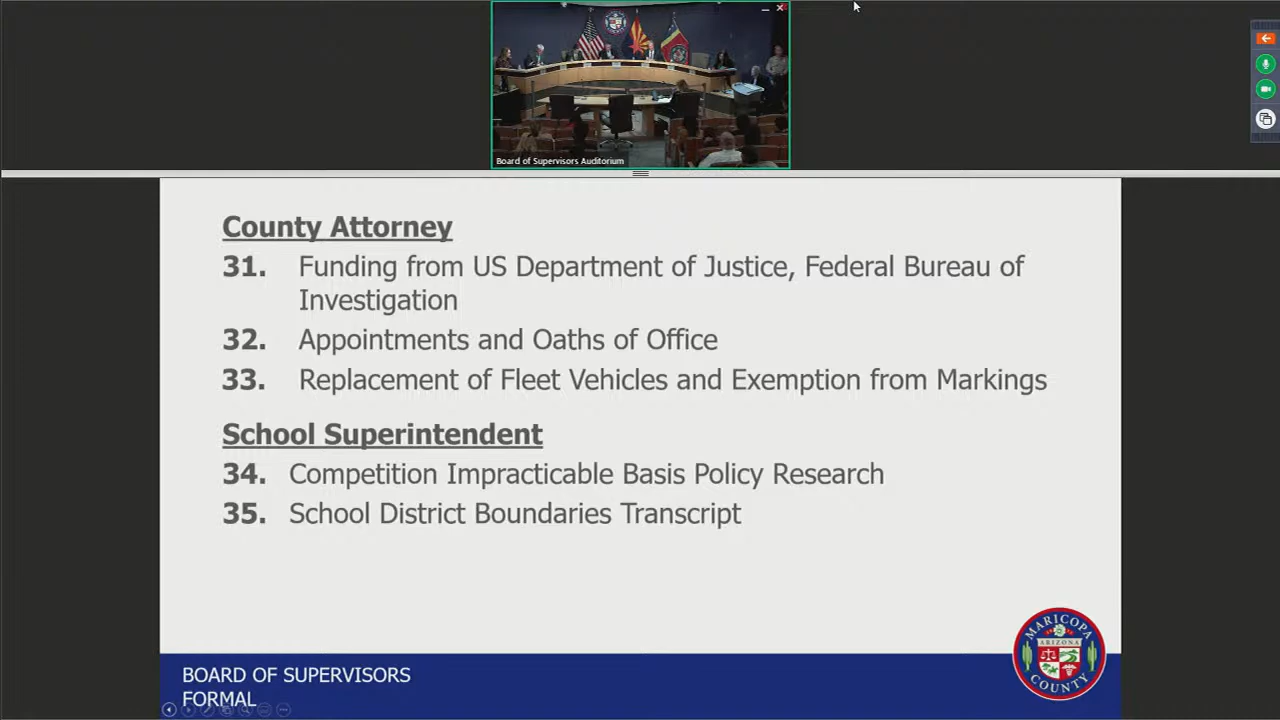 Board of Supervisors Auditorium
County Attorney
31. Funding from US Department of Justice, Federal Bureau of
Investigation
32. Appointments and Oaths of Office
33. Replacement of Fleet Vehicles and Exemption from Markings
School Superintendent
34. Competition Impracticable Basis Policy Research
35. School District Boundaries Transcript
MARICOPA
ARIZONA
COUNTY
BOARD OF SUPERVISORS
FORMAL